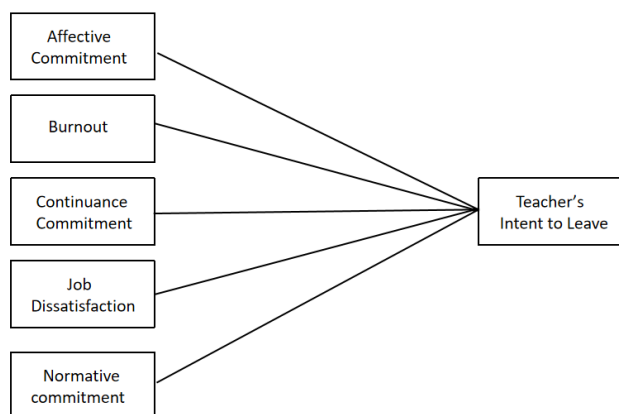 Affective
Commitment
Burnout
Continuance
Commitment
Teacher’s
Intent to Leave
Job
Dissatisfaction
Normative
commitment